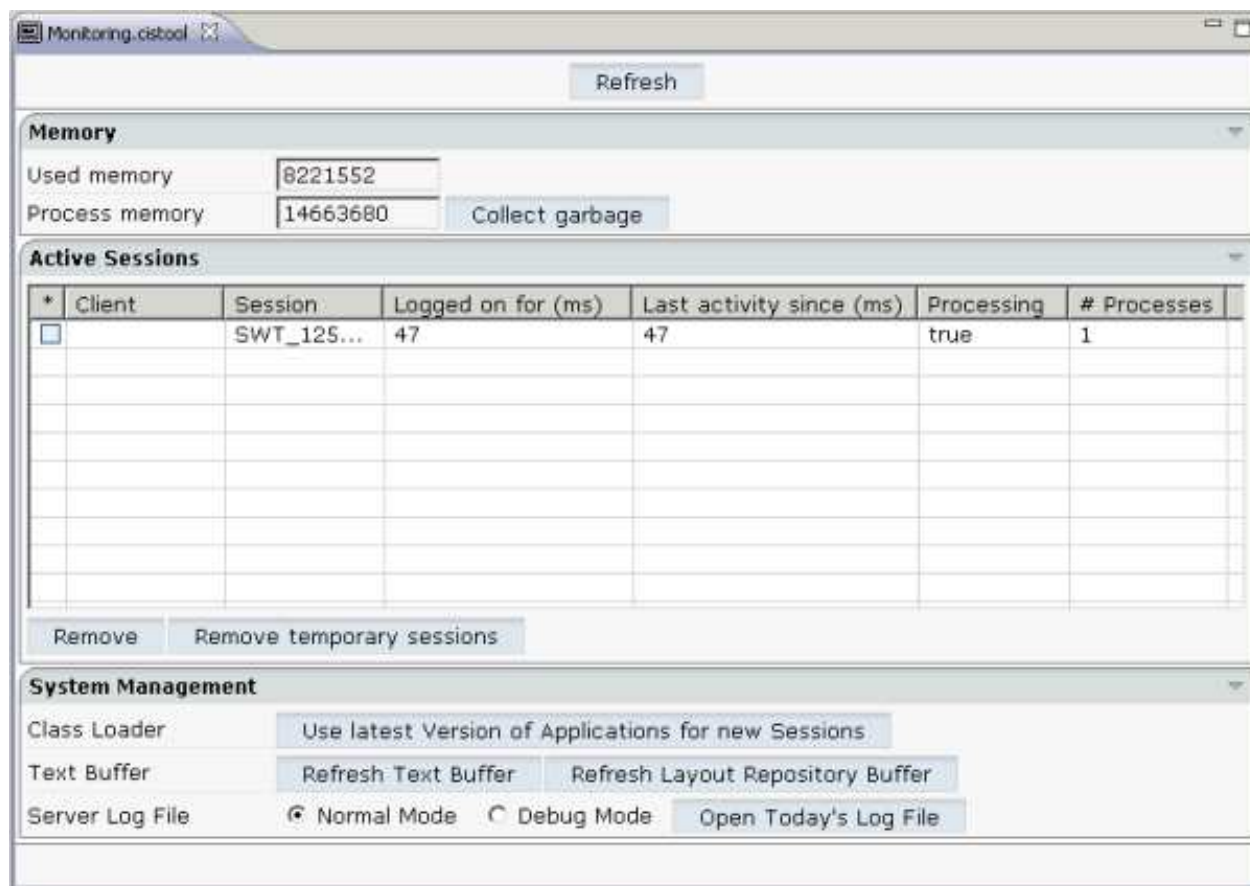 Monitoring.cistool
Refresh
Memory
Used memory 8221552
Process memory 14663680 Collect garbage
Active Sessions
* Client Session Logged on for (ms) Last activity since (ms) Processing # Processes
SWT_125... 47 47 true 1
Remove Remove temporary sessions
System Management
Class Loader Use latest Version of Applications for new Sessions
Text Buffer Refresh Text Buffer Refresh Layout Repository Buffer
Server Log File Normal Mode Debug Mode Open Today's Log File